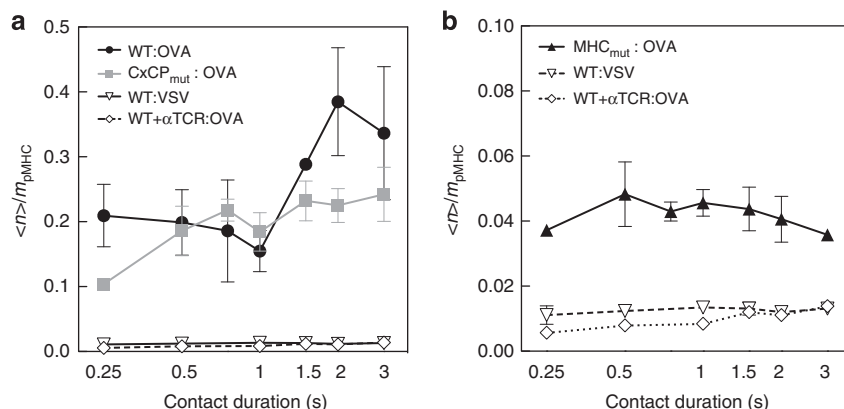 a
0.5
0.4
0.3
0.2
0.1
0.0
<n>/mpMHC
WT:OVA
CxCPmut : OVA
WT:VSV
WT+αTCR:OVA
0.25 0.5 1 1.5 2 3
Contact duration (s)
b
0.10
0.08
0.06
0.04
0.02
0.00
<n>/mpMHC
MHCmut : OVA
WT:VSV
WT+αTCR:OVA
0.25 0.5 1 1.5 2 3
Contact duration (s)